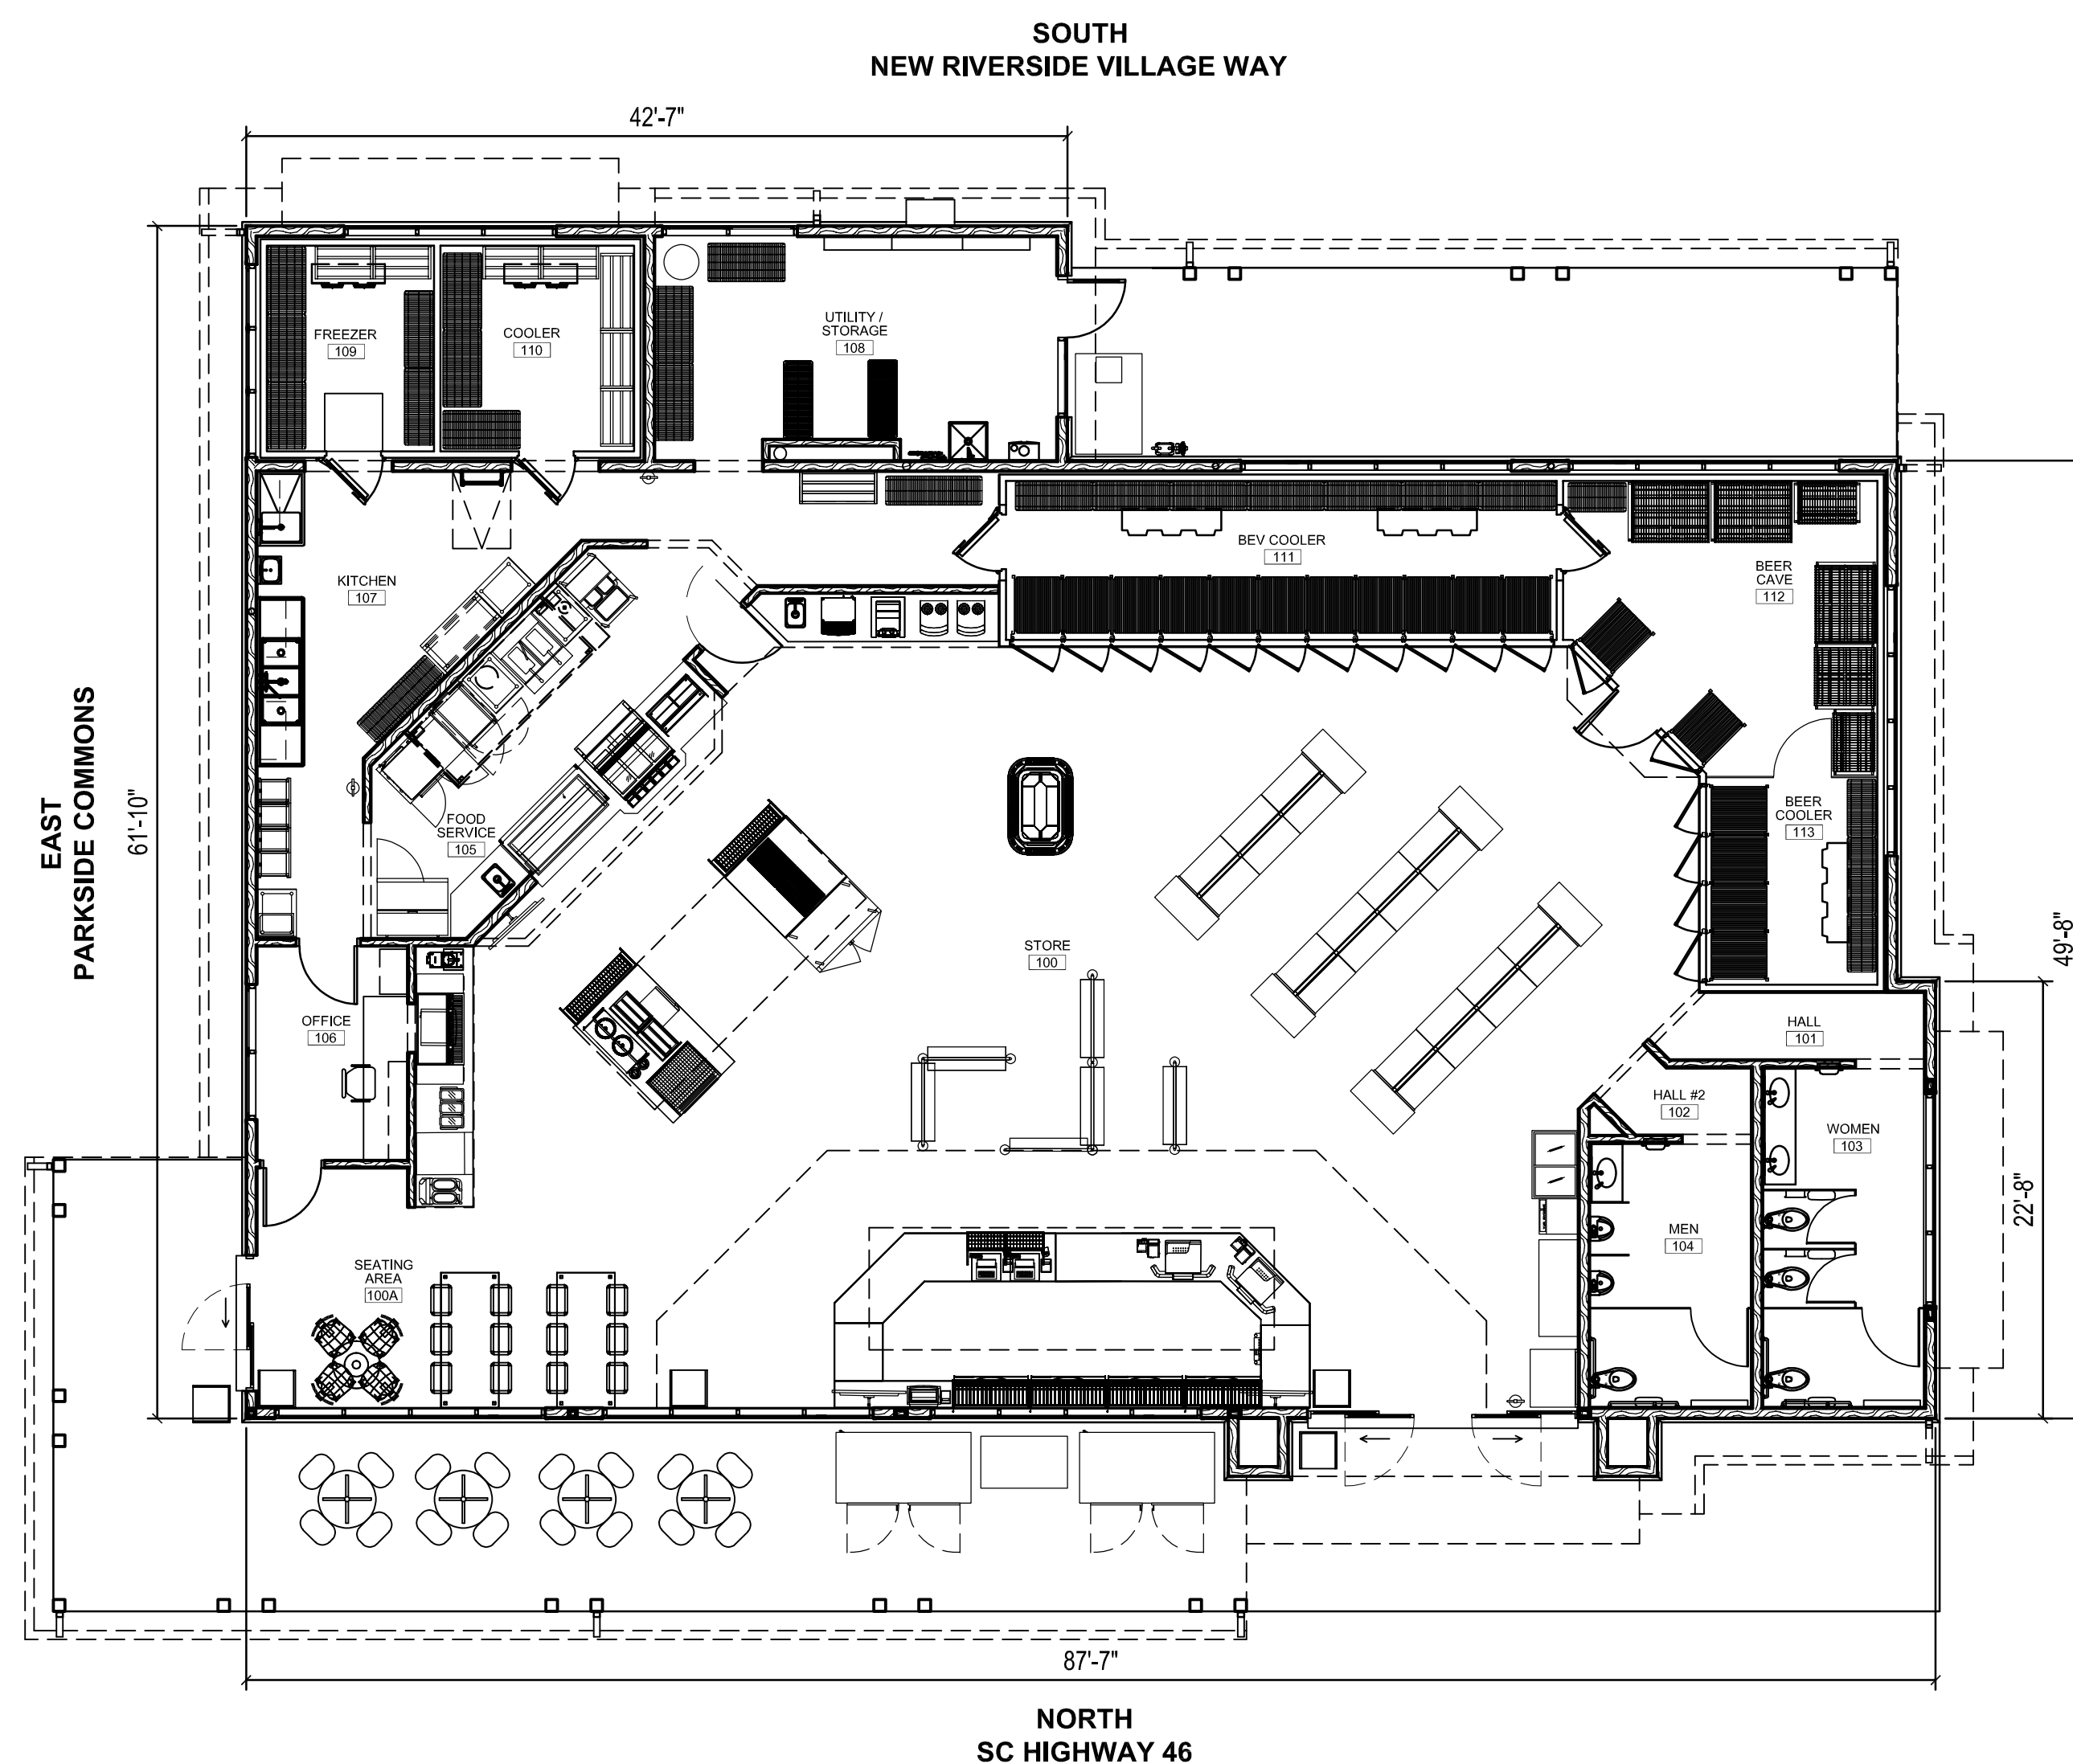 SOUTH
NEW RIVERSIDE VILLAGE WAY
42'-7"
UTILITY /
STORAGE
108
FREEZER
109
COOLER
110
BEV COOLER
111
BEER
CAVE
112
KITCHEN
107
EAST
PARKSIDE COMMONS
61'-10"
FOOD
SERVICE
105
BEER
COOLER
113
STORE
100
49'-8"
OFFICE
106
HALL
101
HALL #2
102
WOMEN
103
22'-8"
MEN
104
SEATING
AREA
100A
87'-7"
NORTH
SC HIGHWAY 46